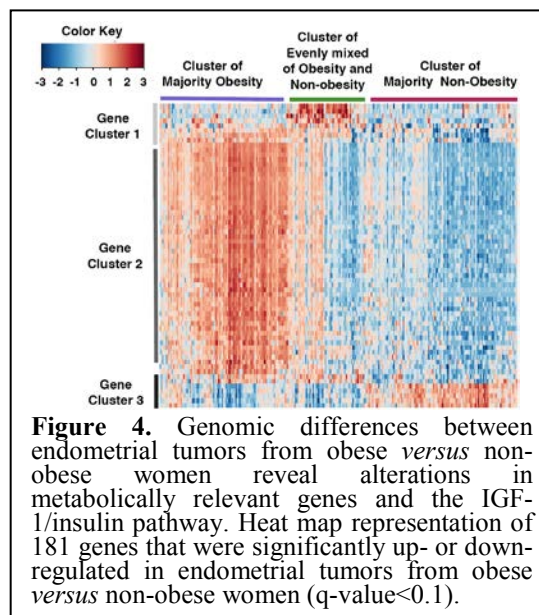 Color Key
-3 -2 -1 0 1 2 3
Cluster of
Majority Obesity
Cluster of
Evenly mixed
of Obesity and
Non-obesity
Cluster of
Majority Non-Obesity
Gene
Cluster 1
Gene
Cluster 2
Gene
Cluster 3
Figure 4. Genomic differences between
endometrial tumors from obese versus non-
obese women reveal alterations in
metabolically relevant genes and the IGF-
1/insulin pathway. Heat map representation of
181 genes that were significantly up- or down-
regulated in endometrial tumors from obese
versus non-obese women (q-value<0.1).